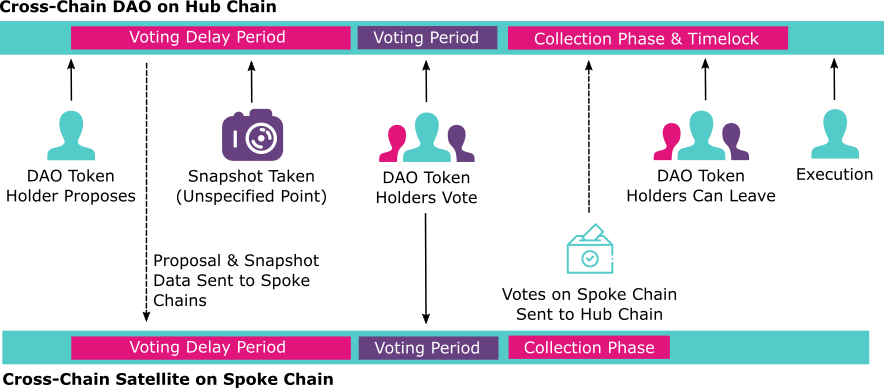 Cross-Chain DAO on Hub Chain
Voting Delay Period
Voting Period
Collection Phase & Timelock
DAO Token
Holder Proposes
Snapshot Taken
(Unspecified Point)
DAO Token
Holders Vote
DAO Token
Holders Can Leave
Execution
Proposal & Snapshot
Data Sent to Spoke
Chains
Votes on Spoke Chain
Sent to Hub Chain
Voting Delay Period
Voting Period
Collection Phase
Cross-Chain Satellite on Spoke Chain